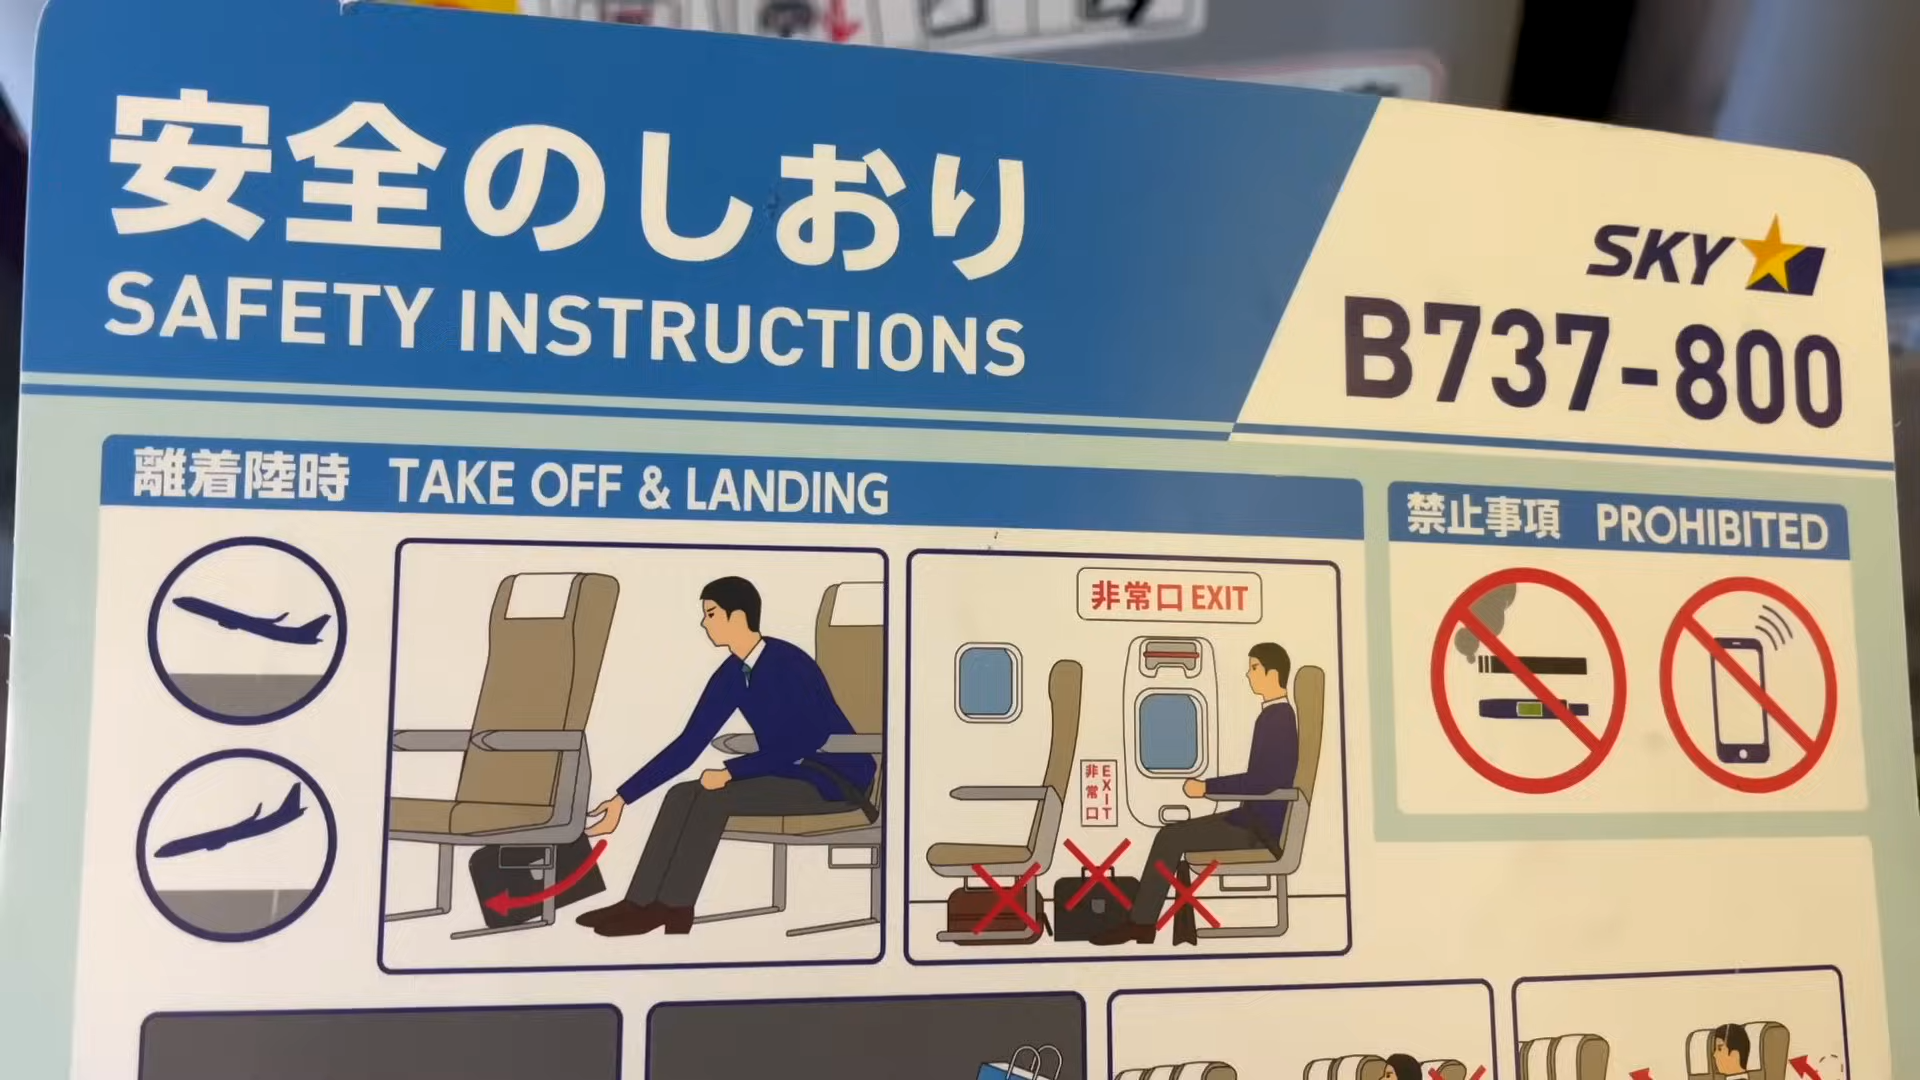 安全のしおり
SAFETY INSTRUCTIONS
SKY
B737-800
離着陸時 TAKE OFF & LANDING
禁止事項 PROHIBITED
非常口 EXIT
非常口 EXIT